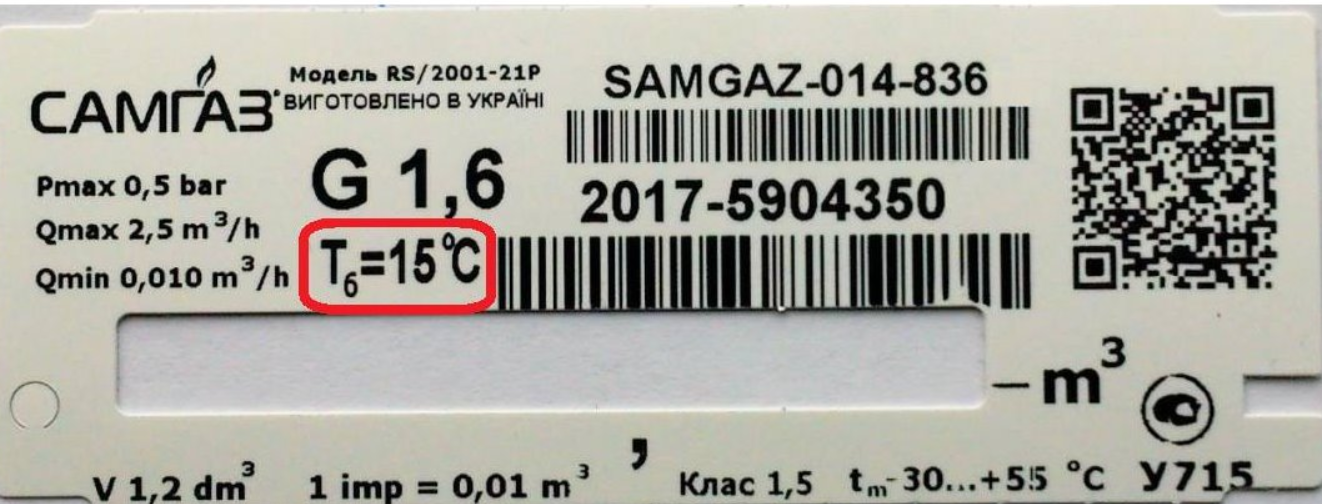 САМГАЗ®
Модель RS/2001-21P
ВИГОТОВЛЕНО В УКРАЇНІ
SAMGAZ-014-836
Pmax 0,5 bar
Qmax 2,5 m³/h
Qmin 0,010 m³/h
G 1,6
T₆=15°C
2017-5904350
– m³
,
V 1,2 dm³
1 imp = 0,01 m³
Клас 1,5
tₘ-30...+55 °C
У715